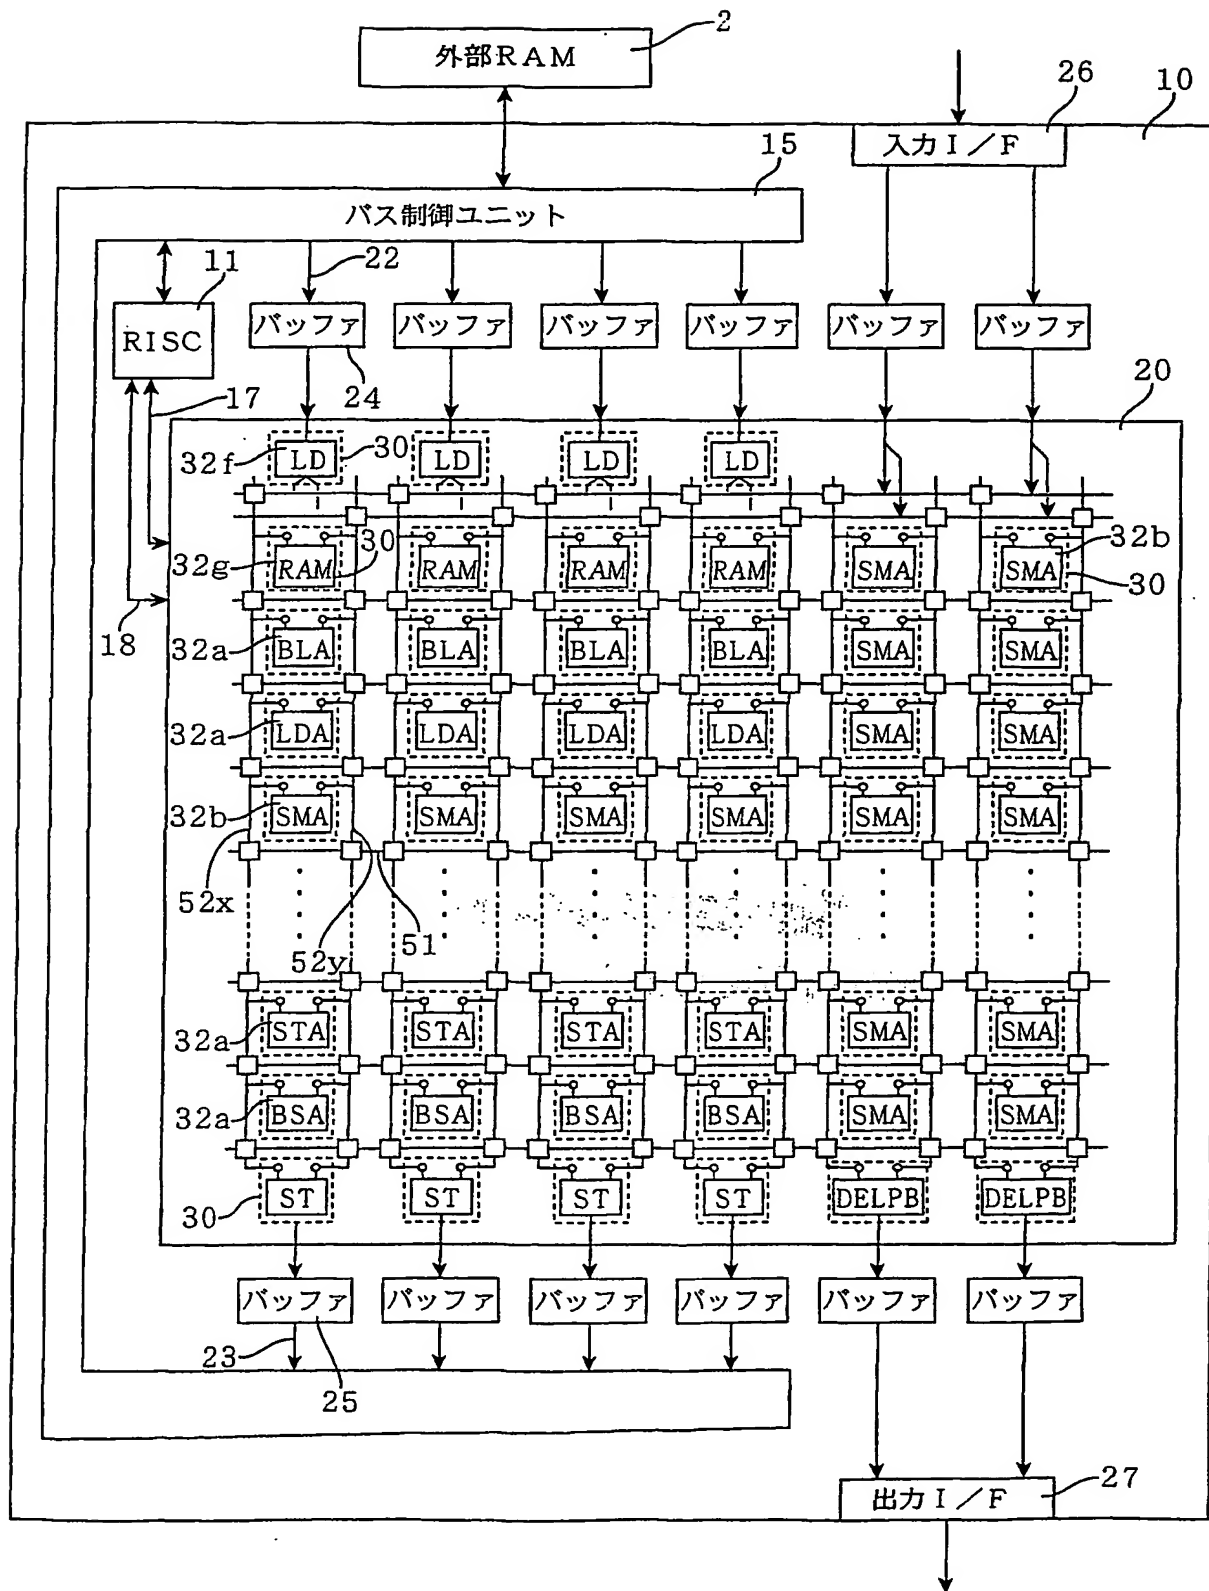 2
外部RAM
26
10
入力I/F
15
バス制御ユニット
11
22
RISC
バッファ バッファ バッファ バッファ バッファ バッファ
24
17
20
32f LD 30 LD LD LD
32g RAM 30 RAM RAM RAM SMA SMA 32b
30
18
32a BLA BLA BLA BLA SMA SMA
32a LDA LDA LDA LDA SMA SMA
32b SMA SMA SMA SMA SMA SMA
52x 52y 51
32a STA STA STA STA SMA SMA
32a BSA BSA BSA BSA SMA SMA
30 ST ST ST ST DELPB DELPB
バッファ バッファ バッファ バッファ バッファ バッファ
23
25
出力I/F
27